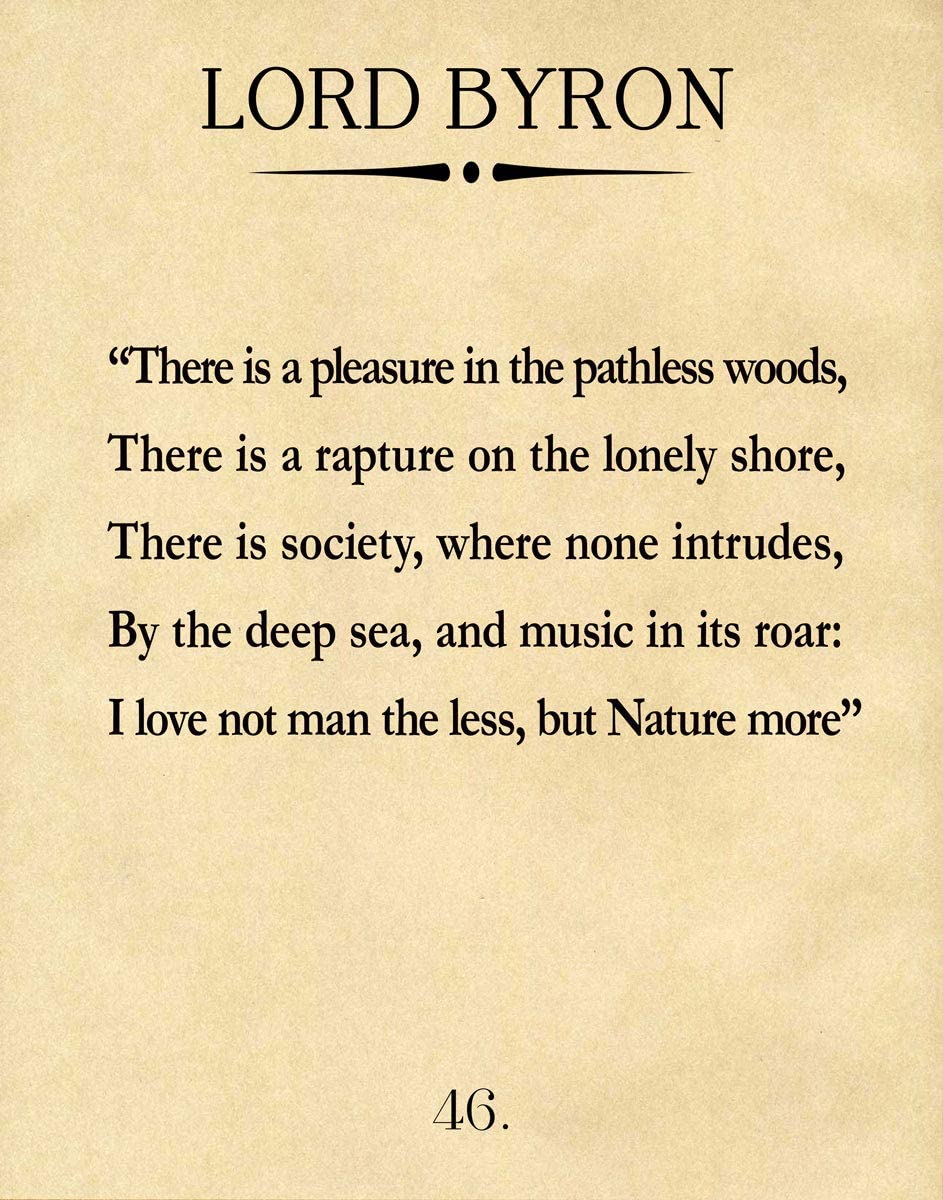 LORD BYRON
“There is a pleasure in the pathless woods,
There is a rapture on the lonely shore,
There is society, where none intrudes,
By the deep sea, and music in its roar:
I love not man the less, but Nature more”
46.